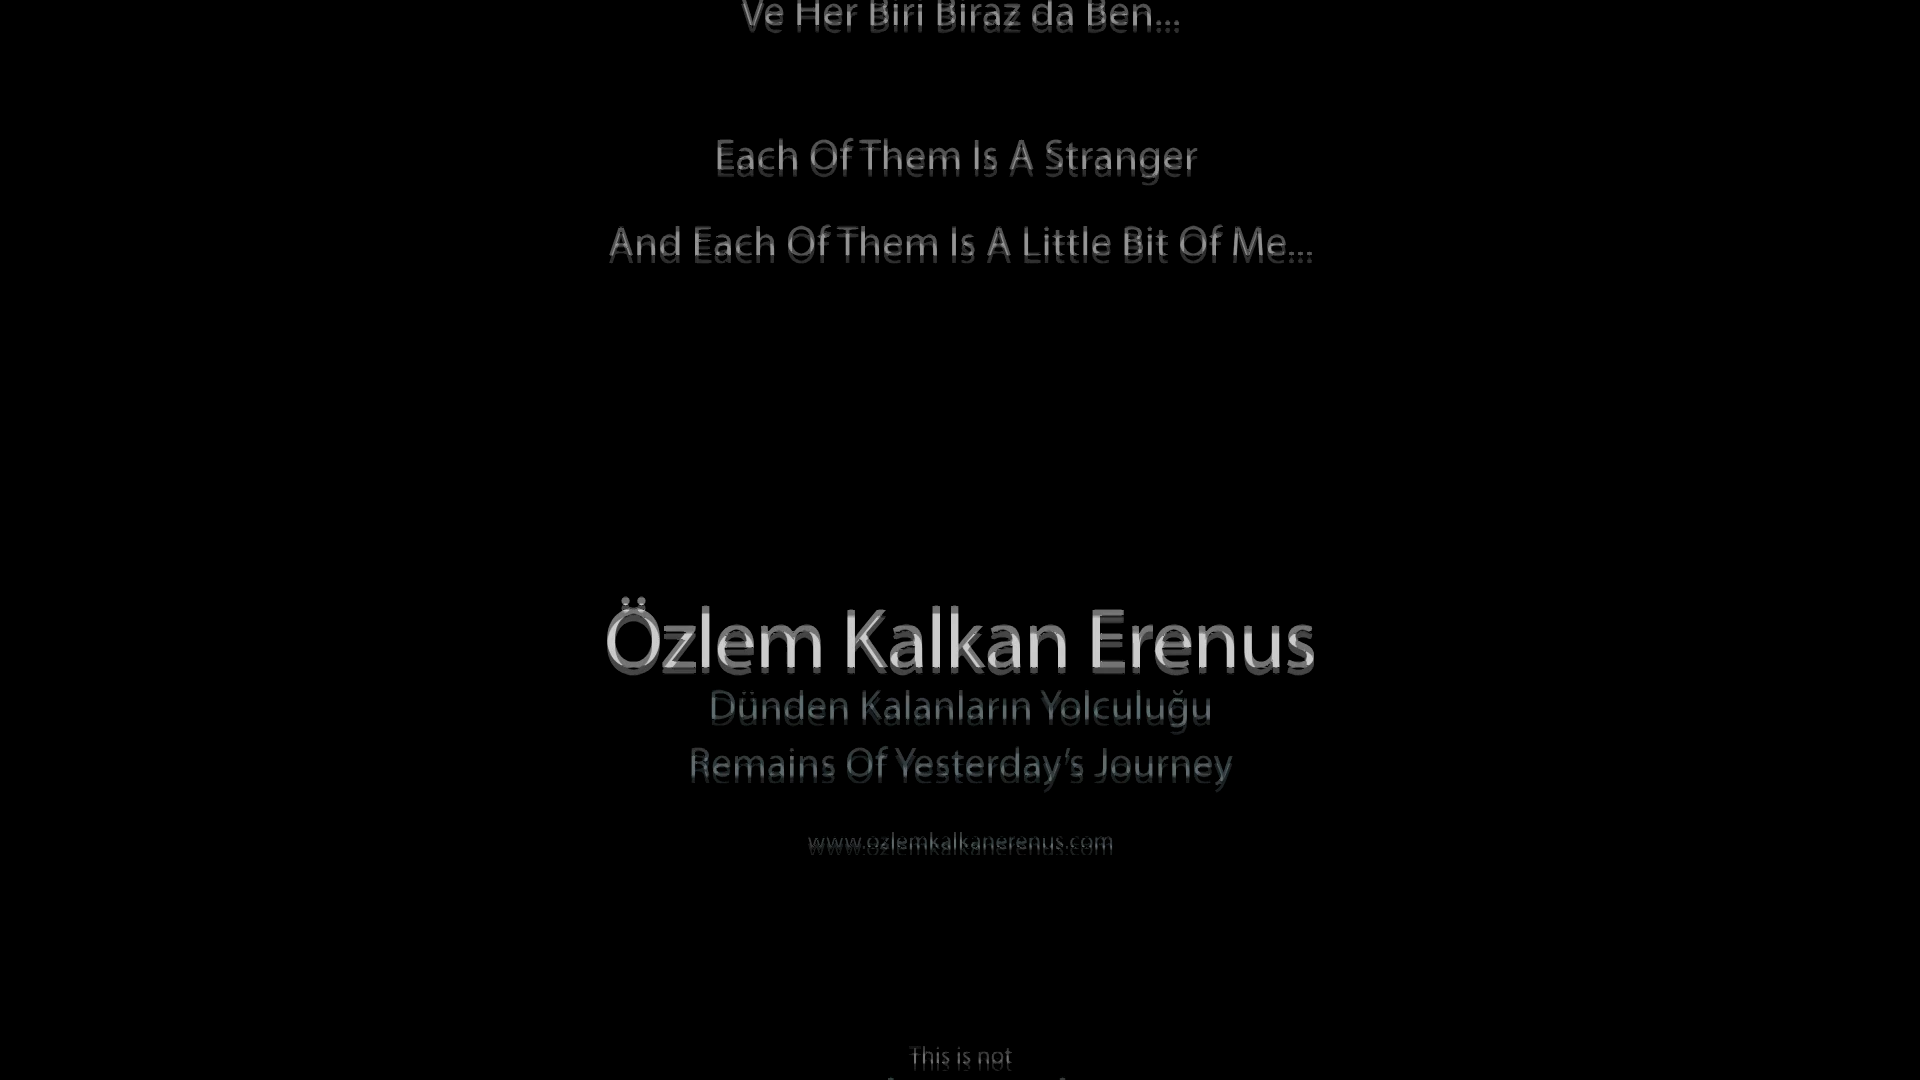 Ve Her Biri Biraz da Ben...
Each Of Them Is A Stranger
And Each Of Them Is A Little Bit Of Me...
Özlem Kalkan Erenus
Dünden Kalanların Yolculuğu
Remains Of Yesterday's Journey
www.ozlemkalkanerenus.com
This is not